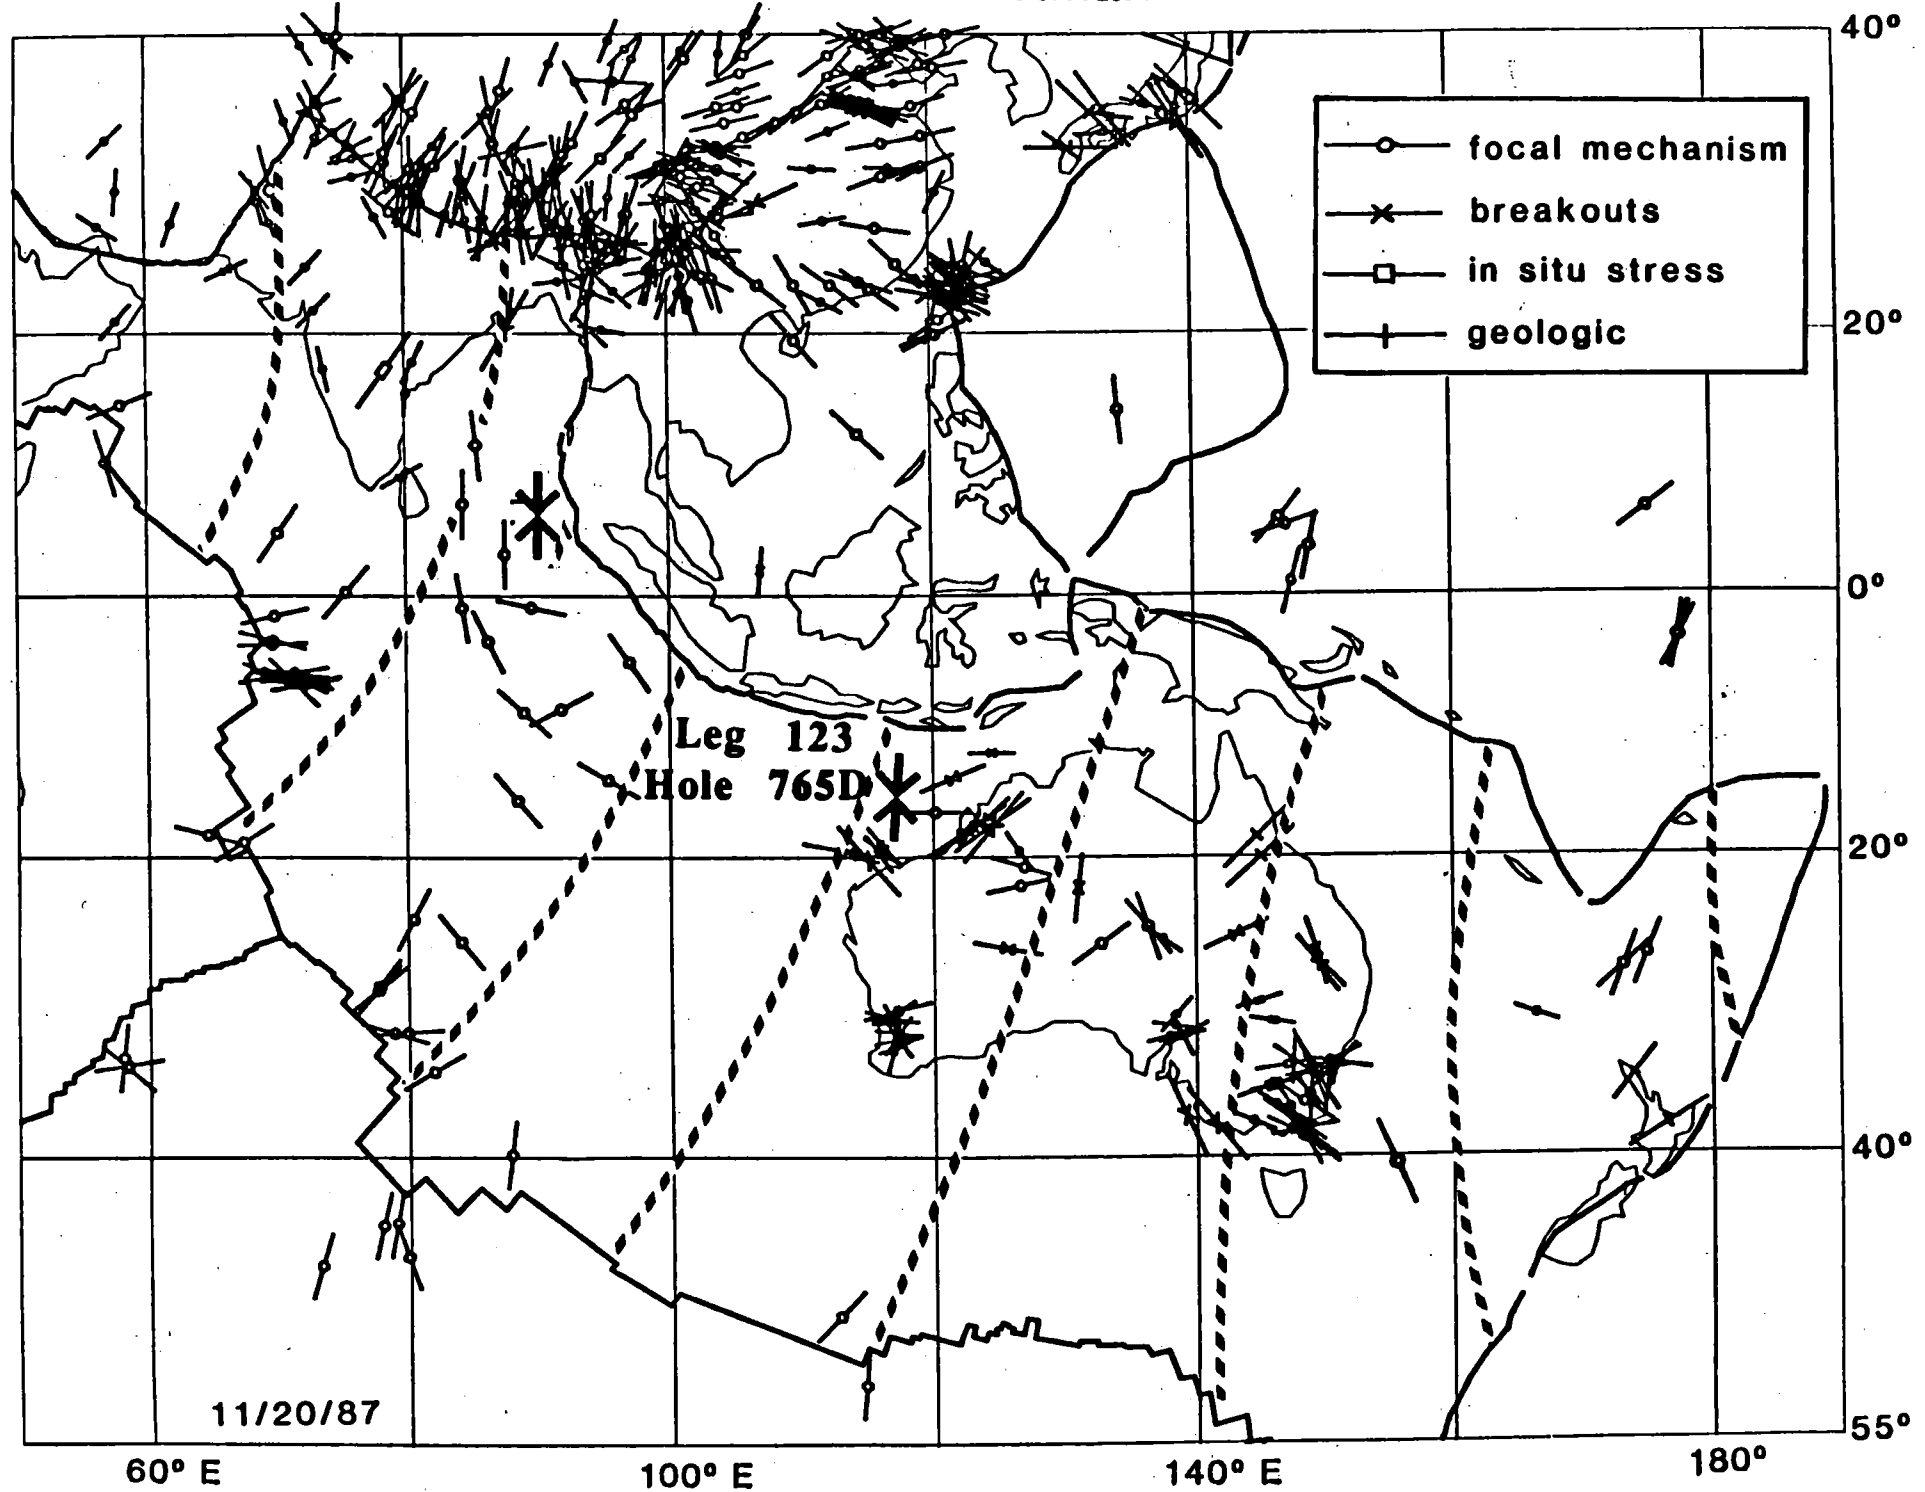 40°
focal mechanism
breakouts
in situ stress
20°
geologic
0°
Leg 123
Hole 765D
20°
40°
11/20/87
55°
60° E
100° E
140° E
180°